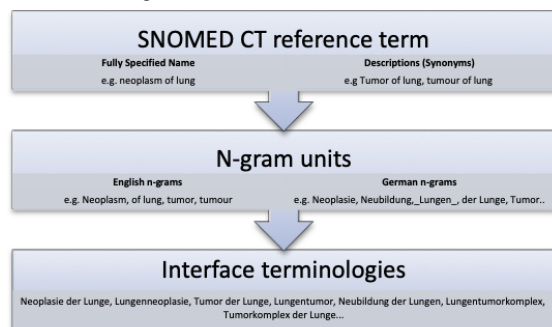 SNOMED CT reference term
Fully Specified Name
Descriptions (Synonyms)
e.g. neoplasm of lung
e.g Tumor of lung, tumour of lung
N-gram units
English n-grams
German n-grams
e.g. Neoplasm, of lung, tumor, tumour
e.g. Neoplasie, Neubildung,_Lungen_, der Lunge, Tumor..
Interface terminologies
Neoplasie der Lunge, Lungenneoplasie, Tumor der Lunge, Lungentumor, Neubildung der Lungen, Lungentumorkomplex,
Tumorkomplex der Lunge...